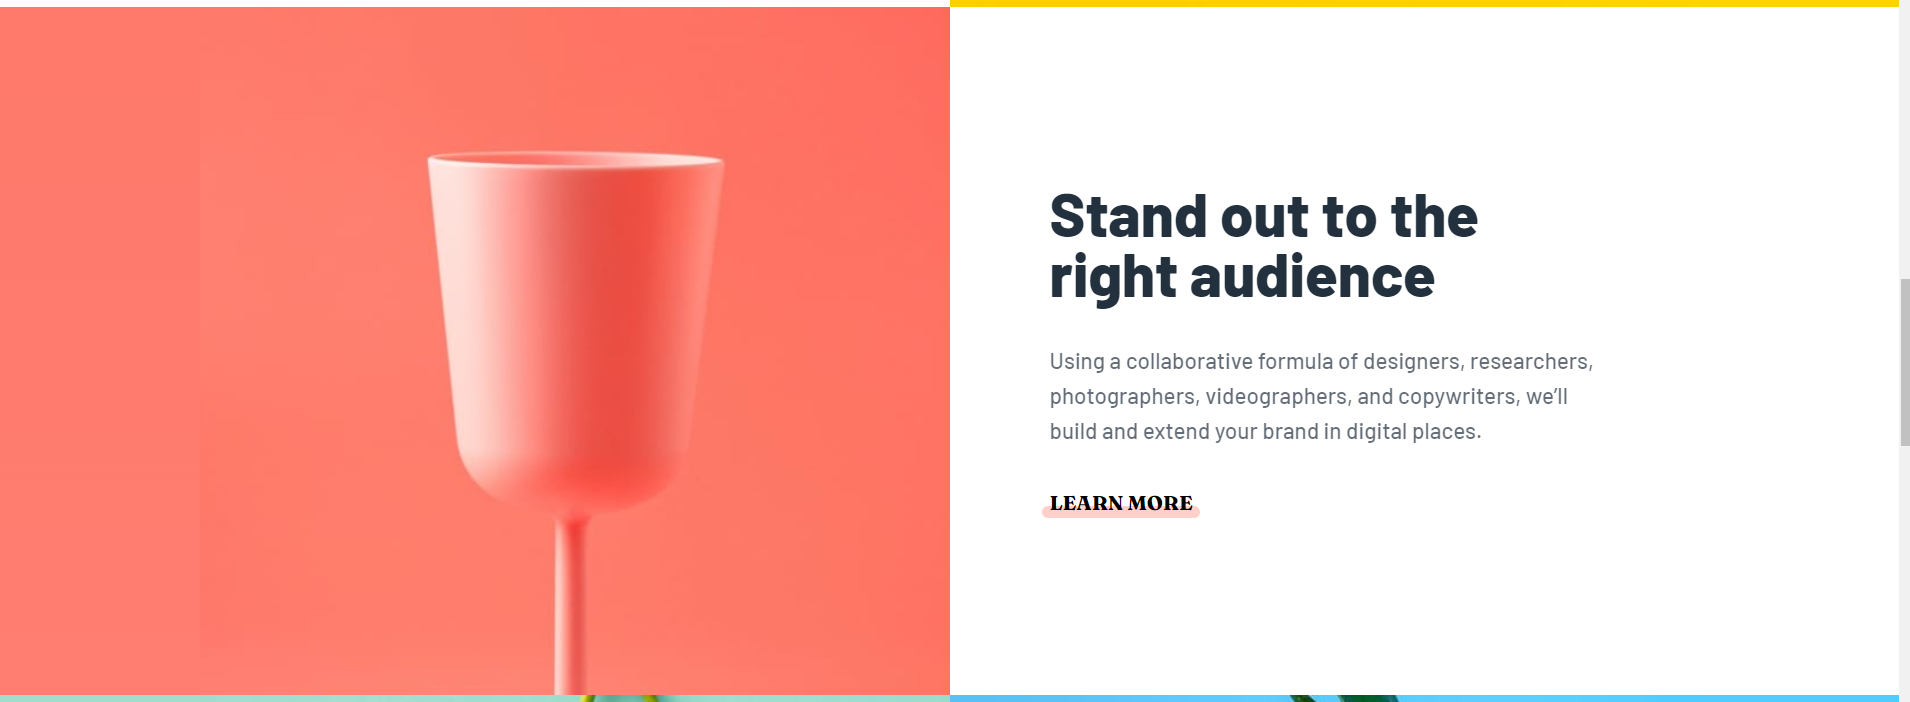 Stand out to the
right audience
Using a collaborative formula of designers, researchers,
photographers, videographers, and copywriters, we’ll
build and extend your brand in digital places.
LEARN MORE